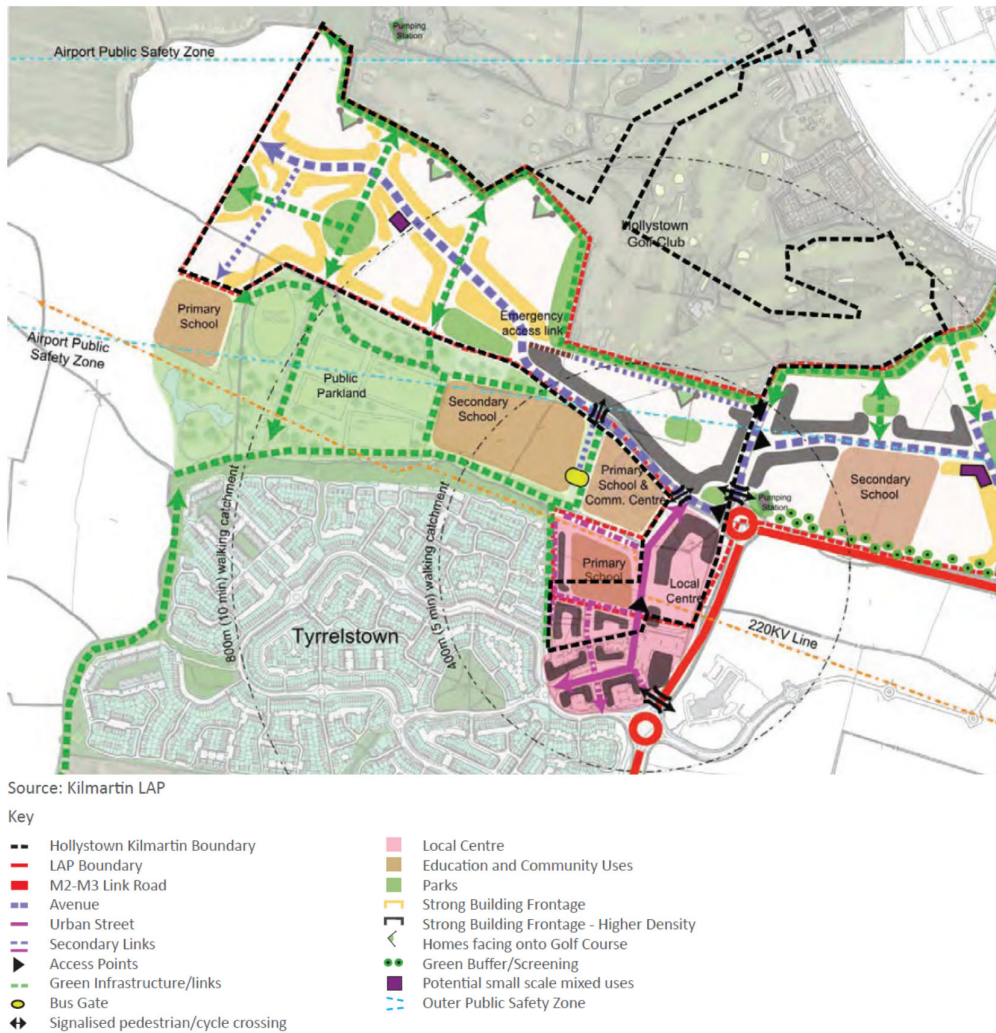 Pumping
Station
Airport Public Safety Zone
Hollystown
Golf Club
Primary
School
Emergency
access link
Airport Public
Safety Zone
Public
Parkland
Secondary
School
Primary
School &
Comm. Centre
Secondary
School
Pumping
Station
800m (10 min) walking catchment
400m (5 min) walking catchment
Primary
School
Local
Centre
Tyrrelstown
220KV Line
Source: Kilmartin LAP
Key
Hollystown Kilmartin Boundary
LAP Boundary
M2-M3 Link Road
Avenue
Urban Street
Secondary Links
Access Points
Green Infrastructure/links
Bus Gate
Signalised pedestrian/cycle crossing
Local Centre
Education and Community Uses
Parks
Strong Building Frontage
Strong Building Frontage - Higher Density
Homes facing onto Golf Course
Green Buffer/Screening
Potential small scale mixed uses
Outer Public Safety Zone